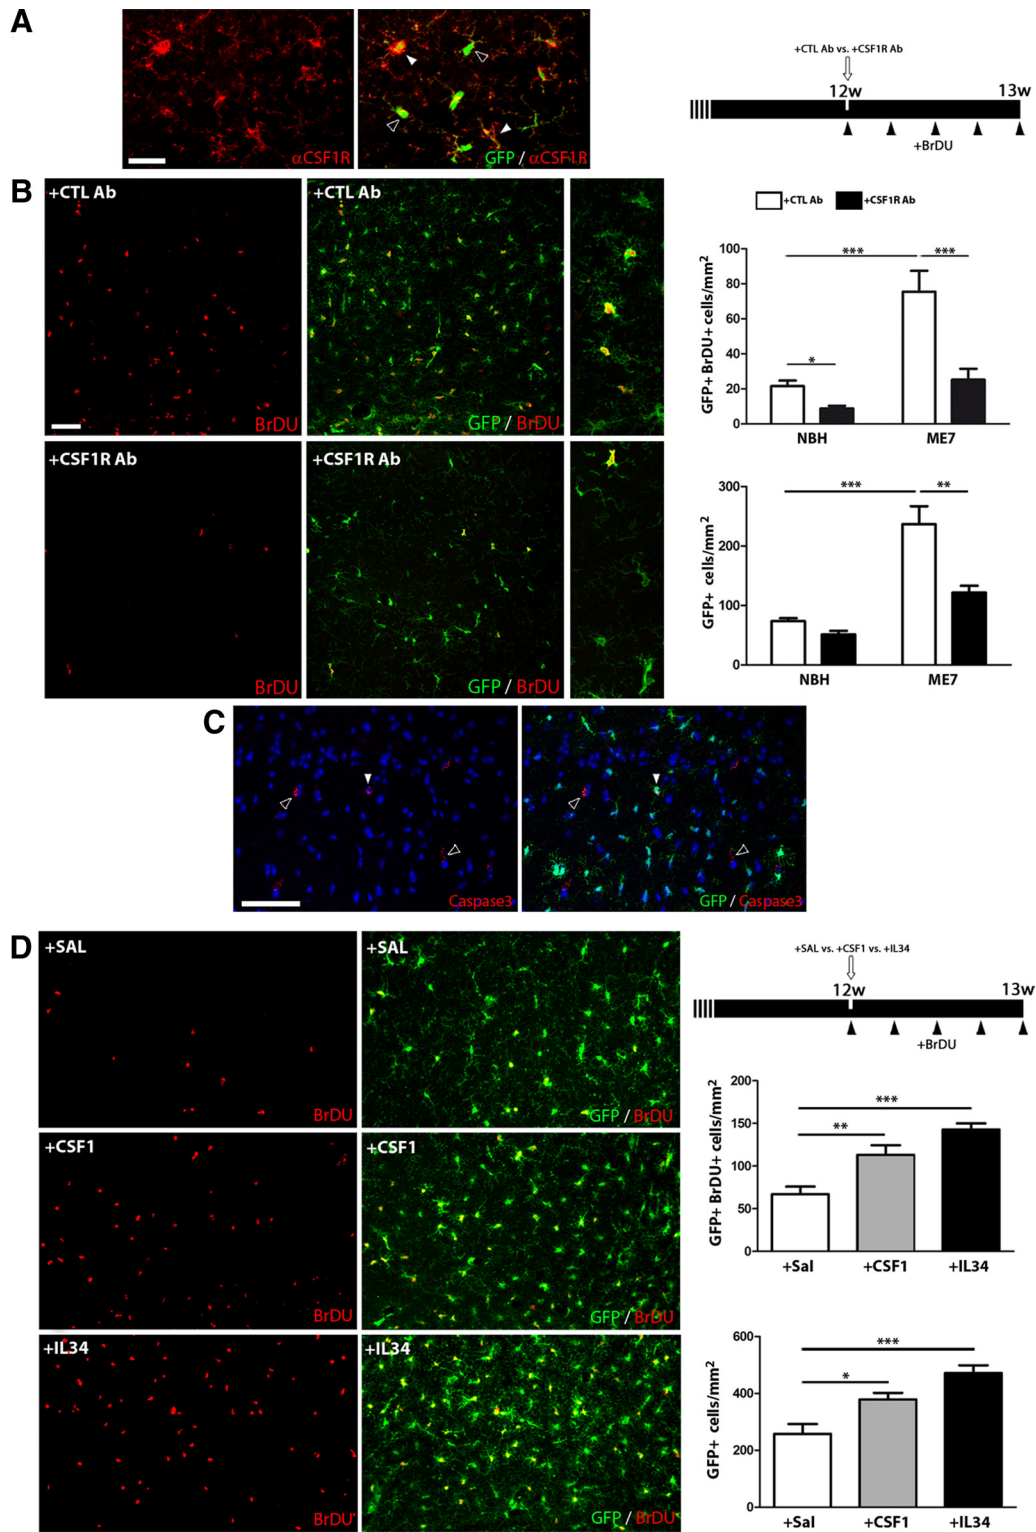 A
αCSF1R
GFP / αCSF1R
+CTL Ab vs. +CSF1R Ab
12w
13w
+BrDU
B
+CTL Ab
BrDU
+CTL Ab
GFP / BrDU
+CSF1R Ab
BrDU
+CSF1R Ab
GFP / BrDU
+CTL Ab
+CSF1R Ab
GFP+ BrDU+ cells/mm²
100
80
60
40
20
0
*
***
***
NBH
ME7
GFP+ cells/mm²
300
200
100
0
***
**
NBH
ME7
C
Caspase3
GFP / Caspase3
D
+SAL
BrDU
+SAL
GFP / BrDU
+CSF1
BrDU
+CSF1
GFP / BrDU
+IL34
BrDU
+IL34
GFP / BrDU
+SAL vs. +CSF1 vs. +IL34
12w
13w
+BrDU
GFP+ BrDU+ cells/mm²
200
150
100
50
0
***
**
+Sal
+CSF1
+IL34
GFP+ cells/mm²
600
400
200
0
***
*
+Sal
+CSF1
+IL34